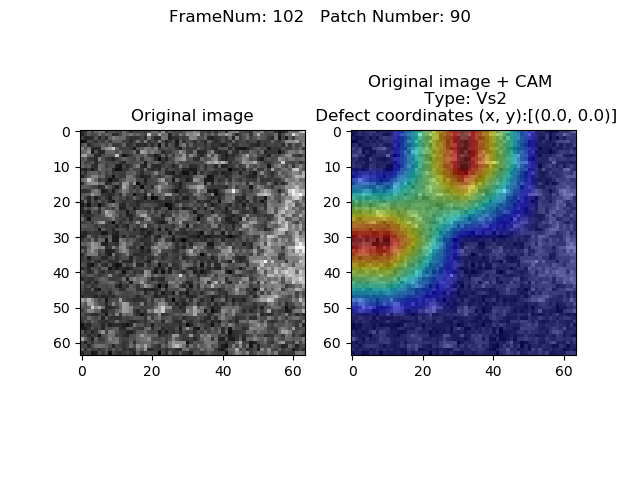 FrameNum: 102   Patch Number: 90
Original image
Original image + CAM
Type: Vs2
Defect coordinates (x, y):[(0.0, 0.0)]
0
10
20
30
40
50
60
0 20 40 60
0
10
20
30
40
50
60
0 20 40 60